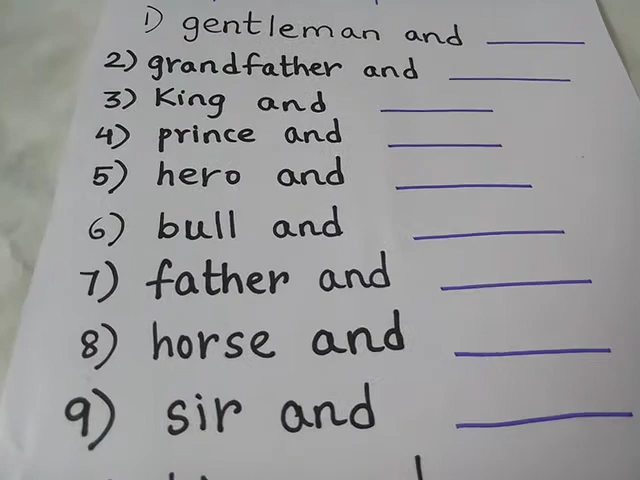 1) gentleman and
2) grandfather and
3) King and
4) prince and
5) hero and
6) bull and
7) father and
8) horse and
9) sir and